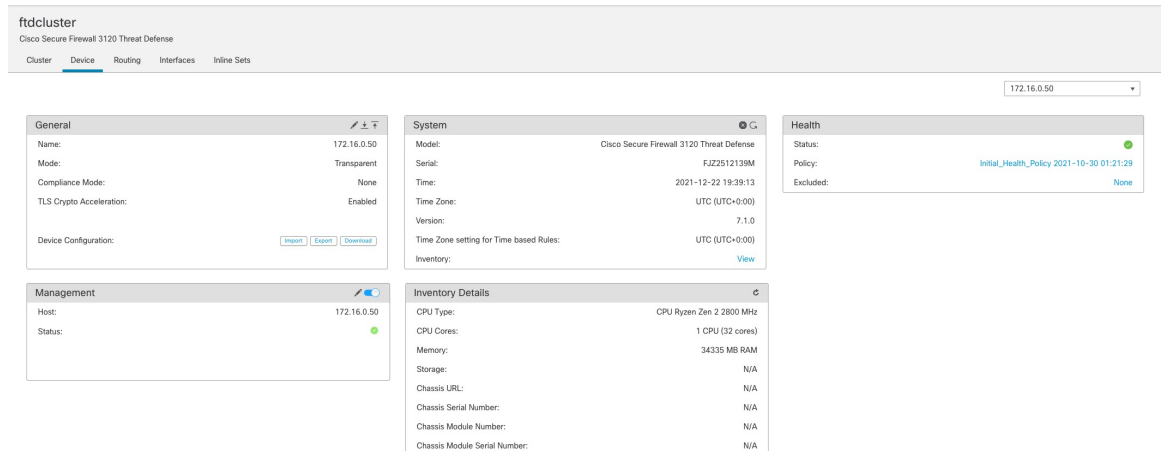 ftdcluster
Cisco Secure Firewall 3120 Threat Defense
Cluster Device Routing Interfaces Inline Sets
172.16.0.50
General
Name: 172.16.0.50
Mode: Transparent
Compliance Mode: None
TLS Crypto Acceleration: Enabled
Device Configuration: Import Export Download
System
Model: Cisco Secure Firewall 3120 Threat Defense
Serial: FJZ2512139M
Time: 2021-12-22 19:39:13
Time Zone: UTC (UTC+0:00)
Version: 7.1.0
Time Zone setting for Time based Rules: UTC (UTC+0:00)
Inventory: View
Health
Status:
Policy: Initial_Health_Policy 2021-10-30 01:21:29
Excluded: None
Management
Host: 172.16.0.50
Status:
Inventory Details
CPU Type: CPU Ryzen Zen 2 2800 MHz
CPU Cores: 1 CPU (32 cores)
Memory: 34335 MB RAM
Storage: N/A
Chassis URL: N/A
Chassis Serial Number: N/A
Chassis Module Number: N/A
Chassis Module Serial Number: N/A